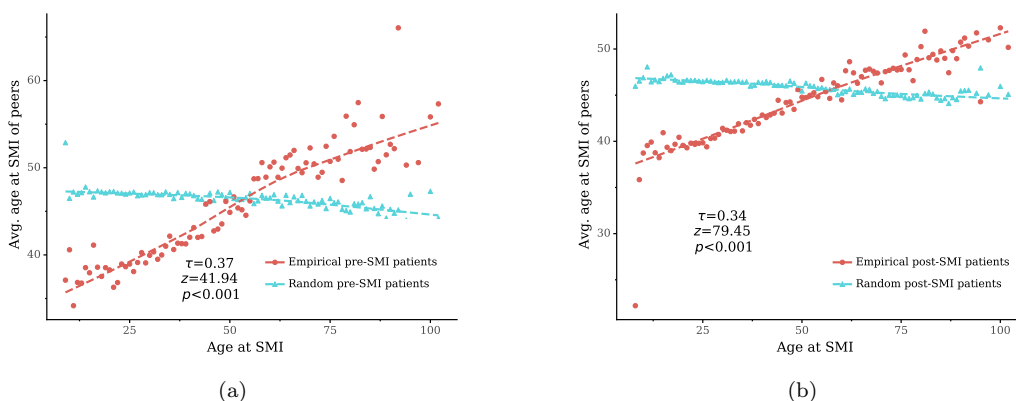 Avg. age at SMI of peers
60
50
40
τ=0.37
z=41.94
p<0.001
Empirical pre-SMI patients
Random pre-SMI patients
25
50
75
100
Age at SMI
(a)
Avg. age at SMI of peers
50
40
30
τ=0.34
z=79.45
p<0.001
Empirical post-SMI patients
Random post-SMI patients
25
50
75
100
Age at SMI
(b)